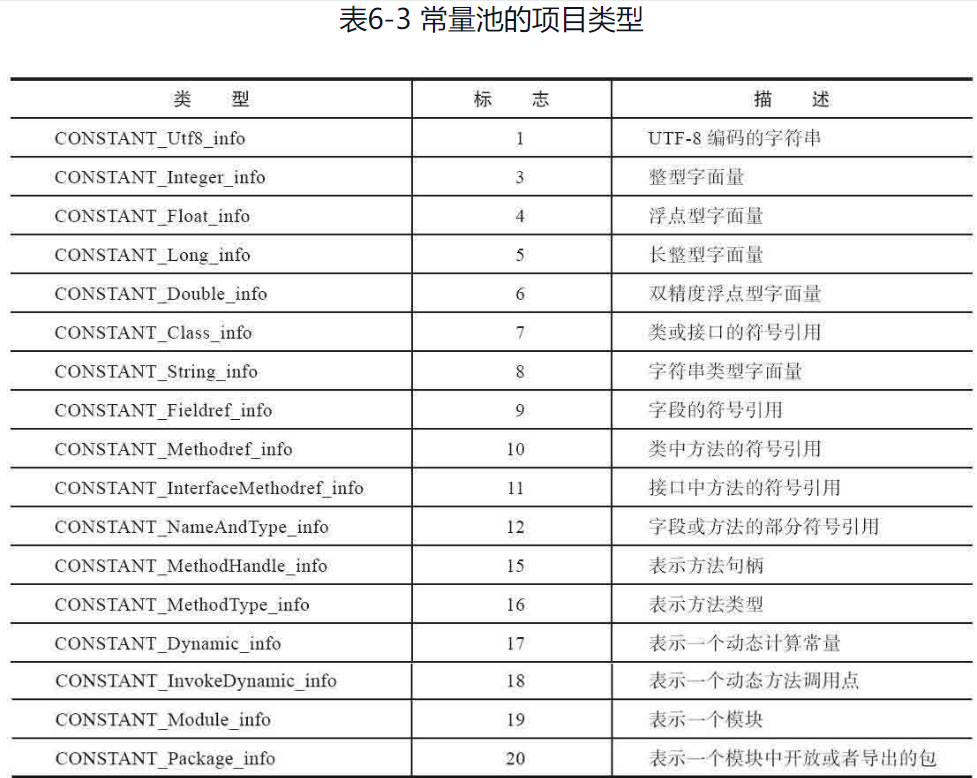 表6-3 常量池的项目类型
类 型 标 志 描 述
CONSTANT_Utf8_info 1 UTF-8 编码的字符串
CONSTANT_Integer_info 3 整型字面量
CONSTANT_Float_info 4 浮点型字面量
CONSTANT_Long_info 5 长整型字面量
CONSTANT_Double_info 6 双精度浮点型字面量
CONSTANT_Class_info 7 类或接口的符号引用
CONSTANT_String_info 8 字符串类型字面量
CONSTANT_Fieldref_info 9 字段的符号引用
CONSTANT_Methodref_info 10 类中方法的符号引用
CONSTANT_InterfaceMethodref_info 11 接口中方法的符号引用
CONSTANT_NameAndType_info 12 字段或方法的部分符号引用
CONSTANT_MethodHandle_info 15 表示方法句柄
CONSTANT_MethodType_info 16 表示方法类型
CONSTANT_Dynamic_info 17 表示一个动态计算常量
CONSTANT_InvokeDynamic_info 18 表示一个动态方法调用点
CONSTANT_Module_info 19 表示一个模块
CONSTANT_Package_info 20 表示一个模块中开放或者导出的包